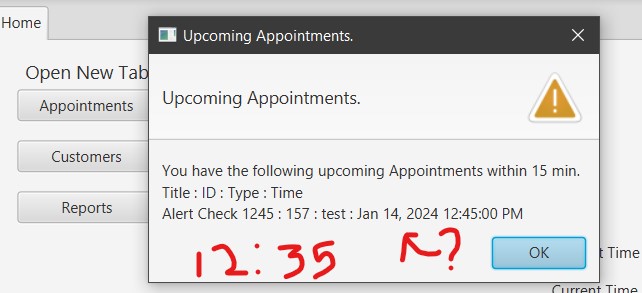 Home
Upcoming Appointments.
Open New Tab
Upcoming Appointments.
Appointments
Customers
Reports
You have the following upcoming Appointments within 15 min.
Title : ID : Type : Time
Alert Check 1245 : 157 : test : Jan 14, 2024 12:45:00 PM
12:35
?
OK
t Time
Current Time